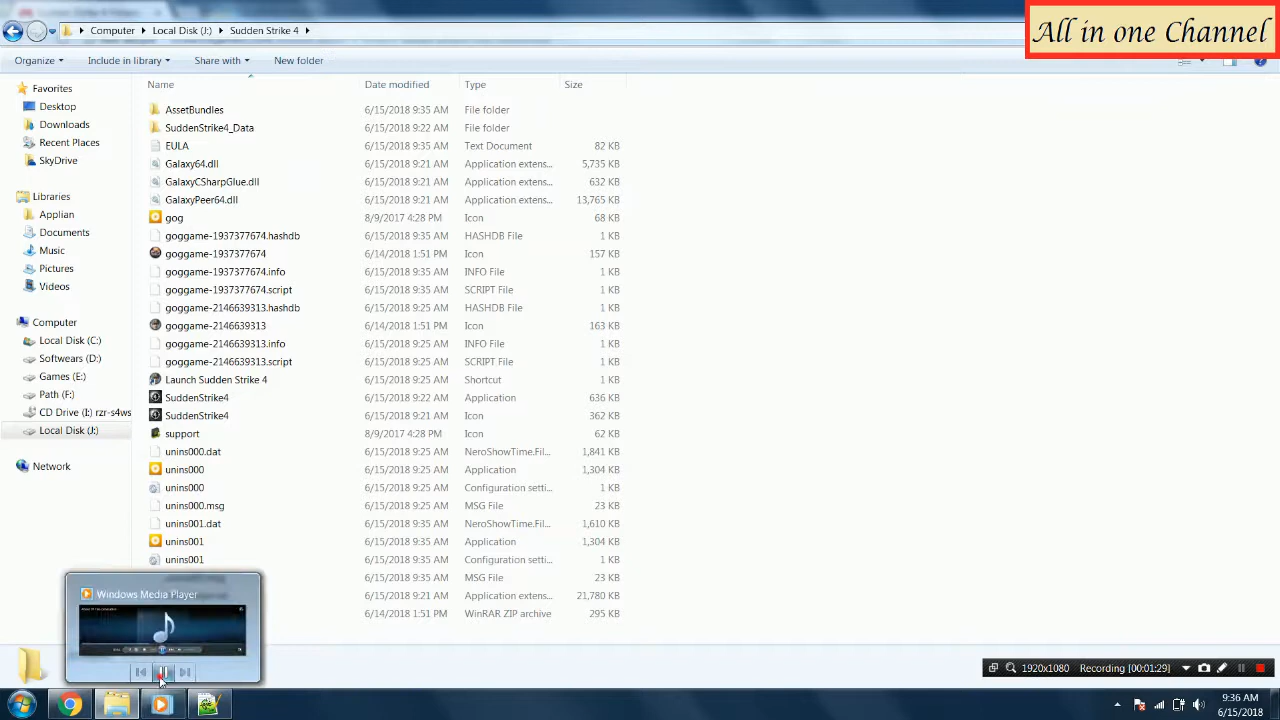 All in one Channel
Computer Local Disk (J:) Sudden Strike 4
Organize Include in library Share with New folder
Name Date modified Type Size
Favorites
Desktop
Downloads
Recent Places
SkyDrive
Libraries
Applian
Documents
Music
Pictures
Videos
Computer
Local Disk (C:)
Softwears (D:)
Games (E:)
Path (F:)
CD Drive (I:) rzr-s4ws
Local Disk (J:)
Network
AssetBundles 6/15/2018 9:35 AM File folder
SuddenStrike4_Data 6/15/2018 9:22 AM File folder
EULA 6/15/2018 9:35 AM Text Document 82 KB
Galaxy64.dll 6/15/2018 9:21 AM Application extens... 5,735 KB
GalaxyCSharpGlue.dll 6/15/2018 9:21 AM Application extens... 632 KB
GalaxyPeer64.dll 6/15/2018 9:21 AM Application extens... 13,765 KB
gog 8/9/2017 4:28 PM Icon 68 KB
goggame-1937377674.hashdb 6/15/2018 9:35 AM HASHDB File 1 KB
goggame-1937377674 6/14/2018 1:51 PM Icon 157 KB
goggame-1937377674.info 6/15/2018 9:35 AM INFO File 1 KB
goggame-1937377674.script 6/15/2018 9:35 AM SCRIPT File 1 KB
goggame-2146639313.hashdb 6/15/2018 9:25 AM HASHDB File 1 KB
goggame-2146639313 6/14/2018 1:51 PM Icon 163 KB
goggame-2146639313.info 6/15/2018 9:25 AM INFO File 1 KB
goggame-2146639313.script 6/15/2018 9:25 AM SCRIPT File 1 KB
Launch Sudden Strike 4 6/15/2018 9:25 AM Shortcut 1 KB
SuddenStrike4 6/15/2018 9:22 AM Application 636 KB
SuddenStrike4 6/15/2018 9:21 AM Icon 362 KB
support 8/9/2017 4:28 PM Icon 62 KB
unins000.dat 6/15/2018 9:25 AM NeroShowTime.Fil... 1,841 KB
unins000 6/15/2018 9:25 AM Application 1,304 KB
unins000 6/15/2018 9:25 AM Configuration setti... 1 KB
unins000.msg 6/15/2018 9:25 AM MSG File 23 KB
unins001.dat 6/15/2018 9:35 AM NeroShowTime.Fil... 1,610 KB
unins001 6/15/2018 9:35 AM Application 1,304 KB
unins001 6/15/2018 9:35 AM Configuration setti... 1 KB
6/15/2018 9:35 AM MSG File 23 KB
6/15/2018 9:21 AM Application extens... 21,780 KB
6/14/2018 1:51 PM WinRAR ZIP archive 295 KB
Windows Media Player
1920x1080 Recording [00:01:29]
9:36 AM
6/15/2018